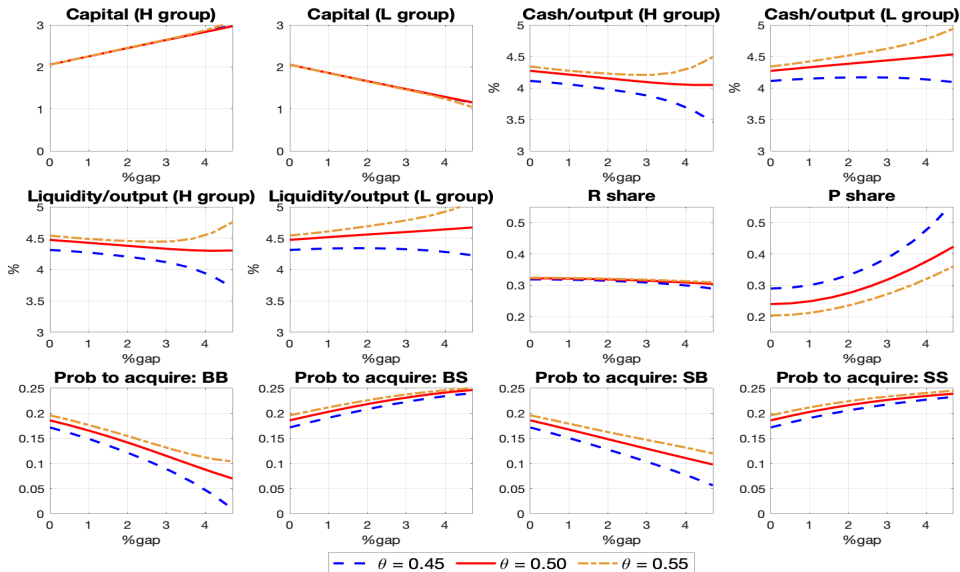 Capital (H group)
3
2
1
0
0 1 2 3 4
%gap
Capital (L group)
3
2
1
0
0 1 2 3 4
%gap
Cash/output (H group)
5
4.5
4
3.5
3
%
0 1 2 3 4
%gap
Cash/output (L group)
5
4.5
4
3.5
3
%
0 1 2 3 4
%gap
Liquidity/output (H group)
5
4.5
4
3.5
3
%
0 1 2 3 4
%gap
Liquidity/output (L group)
5
4.5
4
3.5
3
%
0 1 2 3 4
%gap
R share
0.5
0.4
0.3
0.2
0 1 2 3 4
%gap
P share
0.5
0.4
0.3
0.2
0 1 2 3 4
%gap
Prob to acquire: BB
0.25
0.2
0.15
0.1
0.05
0
0 1 2 3 4
%gap
Prob to acquire: BS
0.25
0.2
0.15
0.1
0.05
0
0 1 2 3 4
%gap
Prob to acquire: SB
0.25
0.2
0.15
0.1
0.05
0
0 1 2 3 4
%gap
Prob to acquire: SS
0.25
0.2
0.15
0.1
0.05
0
0 1 2 3 4
%gap
θ = 0.45 θ = 0.50 θ = 0.55